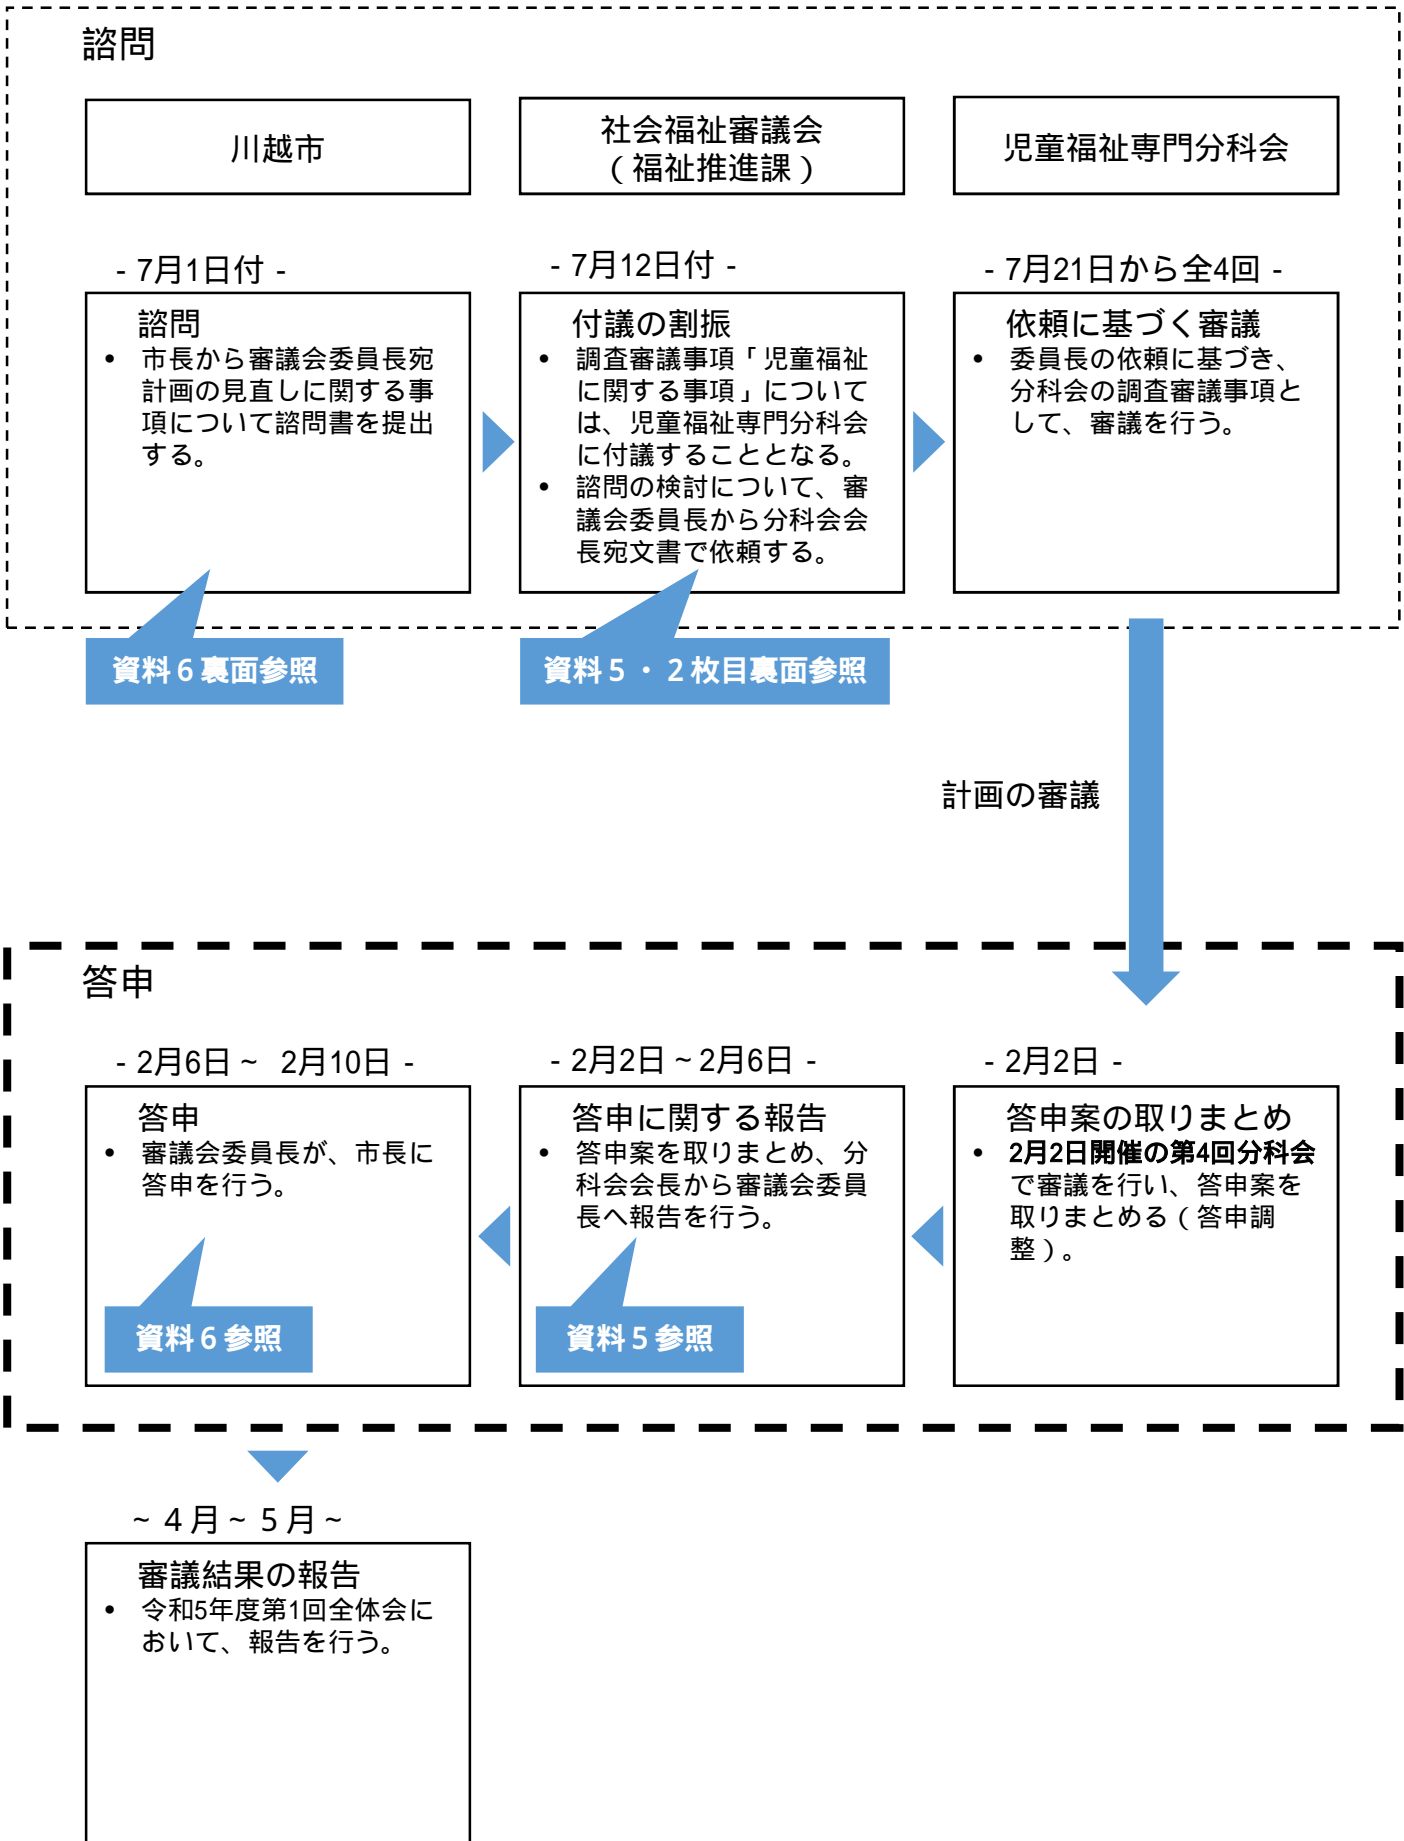 諮問
川越市
社会福祉審議会
(福祉推進課)
児童福祉専門分科会
- 7月1日付 -
諮問
• 市長から審議会委員長宛
計画の見直しに関する事
項について諮問書を提出
する。
資料6裏面参照
- 7月12日付 -
付議の割振
• 調査審議事項「児童福祉
に関する事項」について
は、児童福祉専門分科会
に付議することとなる。
• 諮問の検討について、審
議会委員長から分科会会
長宛文書で依頼する。
資料5・2枚目裏面参照
- 7月21日から全4回 -
依頼に基づく審議
• 委員長の依頼に基づき、
分科会の調査審議事項と
して、審議を行う。
計画の審議
答申
- 2月6日~ 2月10日 -
答申
• 審議会委員長が、市長に
答申を行う。
資料6参照
- 2月2日~2月6日 -
答申に関する報告
• 答申案を取りまとめ、分
科会会長から審議会委員
長へ報告を行う。
資料5参照
- 2月2日 -
答申案の取りまとめ
• 2月2日開催の第4回分科会
で審議を行い、答申案を
取りまとめる(答申調
整)。
~4月~5月~
審議結果の報告
• 令和5年度第1回全体会に
おいて、報告を行う。